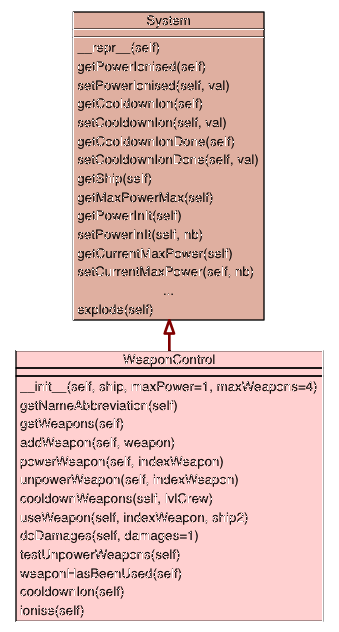 System
__repr__(self)
getPowerIonised(self)
setPowerIonised(self, val)
getCooldownIon(self)
setCooldownIon(self, val)
getCooldownIonDone(self)
setCooldownIonDone(self, val)
getShip(self)
getMaxPowerMax(self)
getPowerInit(self)
setPowerInit(self, nb)
getCurrentMaxPower(self)
setCurrentMaxPower(self, nb)
...
explode(self)
WeaponControl
__init__(self, ship, maxPower=1, maxWeapons=4)
getNameAbbreviation(self)
getWeapons(self)
addWeapon(self, weapon)
powerWeapon(self, indexWeapon)
unpowerWeapon(self, indexWeapon)
cooldownWeapons(self, lvlCrew)
useWeapon(self, indexWeapon, ship2)
doDamages(self, damages=1)
testUnpowerWeapons(self)
weaponHasBeenUsed(self)
cooldownIon(self)
ionise(self)